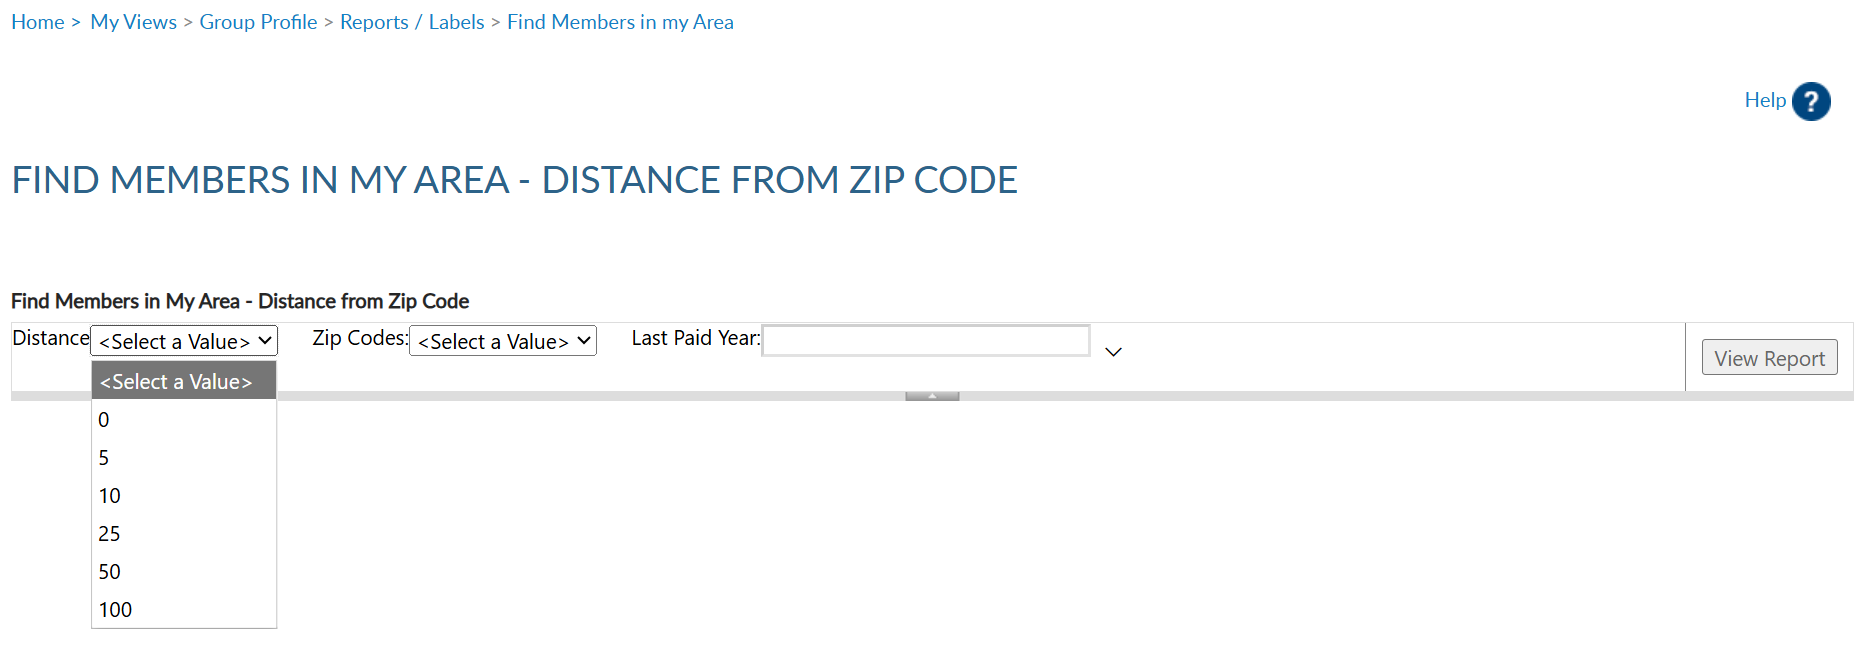 Home > My Views > Group Profile > Reports / Labels > Find Members in my Area
Help ?
FIND MEMBERS IN MY AREA - DISTANCE FROM ZIP CODE
Find Members in My Area - Distance from Zip Code
Distance <Select a Value> Zip Codes: <Select a Value> Last Paid Year:
View Report
<Select a Value>
0
5
10
25
50
100